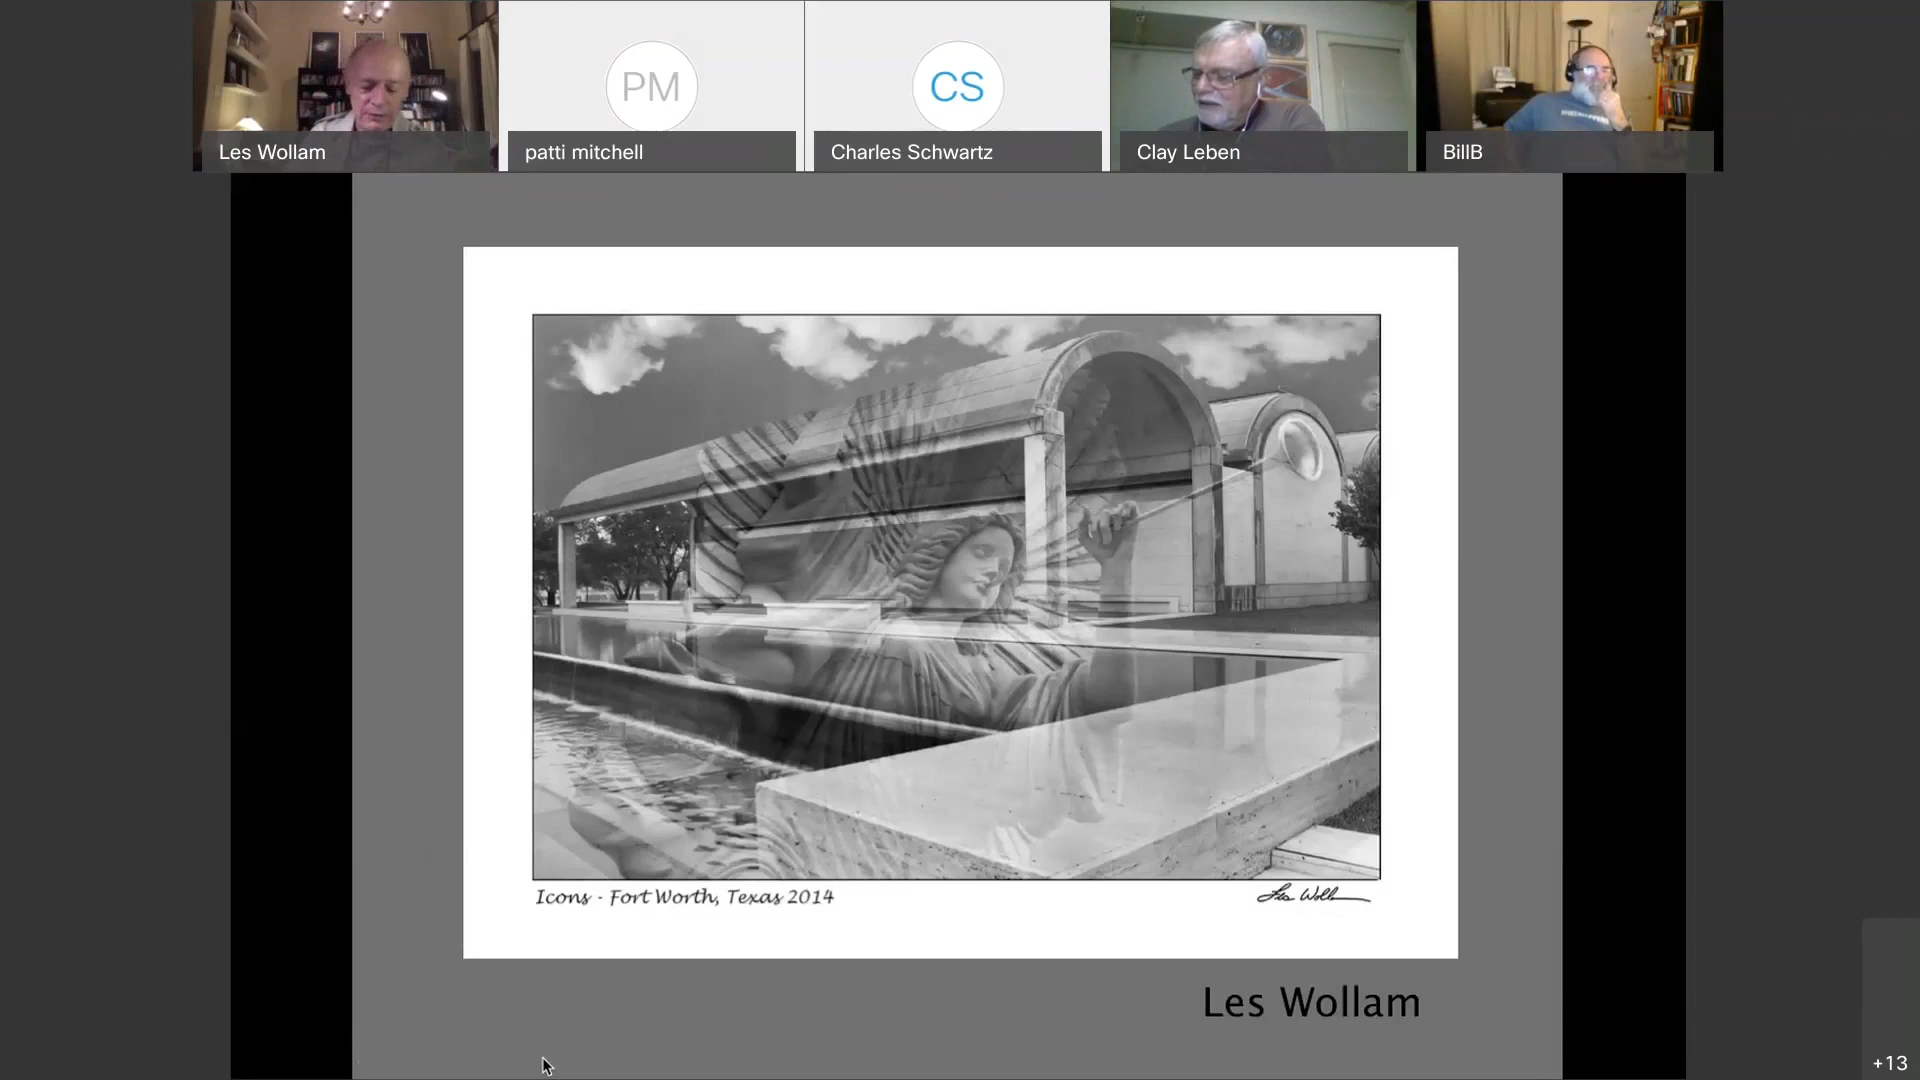 PM
CS
Les Wollam
patti mitchell
Charles Schwartz
Clay Leben
BillB
Icons - Fort Worth, Texas 2014
Les Wollam
+13